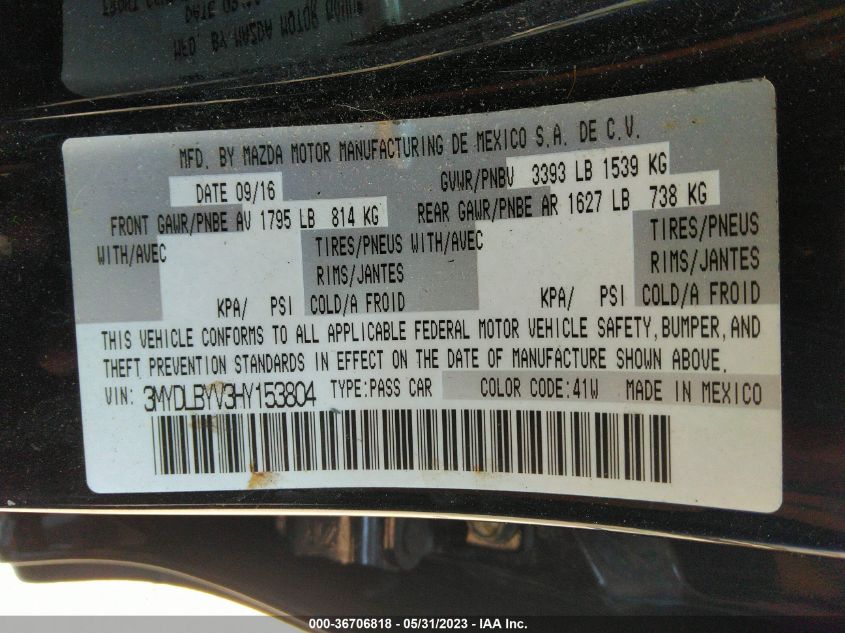 MFD. BY MAZDA MOTOR
MFD. BY MAZDA MOTOR MANUFACTURING DE MEXICO S.A. DE C.V.
DATE 09/16 GVWR/PNBV 3393 LB 1539 KG
FRONT GAWR/PNBE AV 1795 LB 814 KG REAR GAWR/PNBE AR 1627 LB 738 KG
WITH/AVEC TIRES/PNEUS WITH/AVEC TIRES/PNEUS
RIMS/JANTES RIMS/JANTES
KPA/ PSI COLD/A FROID KPA/ PSI COLD/A FROID
THIS VEHICLE CONFORMS TO ALL APPLICABLE FEDERAL MOTOR VEHICLE SAFETY, BUMPER, AND
THEFT PREVENTION STANDARDS IN EFFECT ON THE DATE OF MANUFACTURE SHOWN ABOVE.
VIN: 3MYDLBYV3HY153804 TYPE:PASS CAR COLOR CODE:41W MADE IN MEXICO
000-36706818 - 05/31/2023 - IAA Inc.